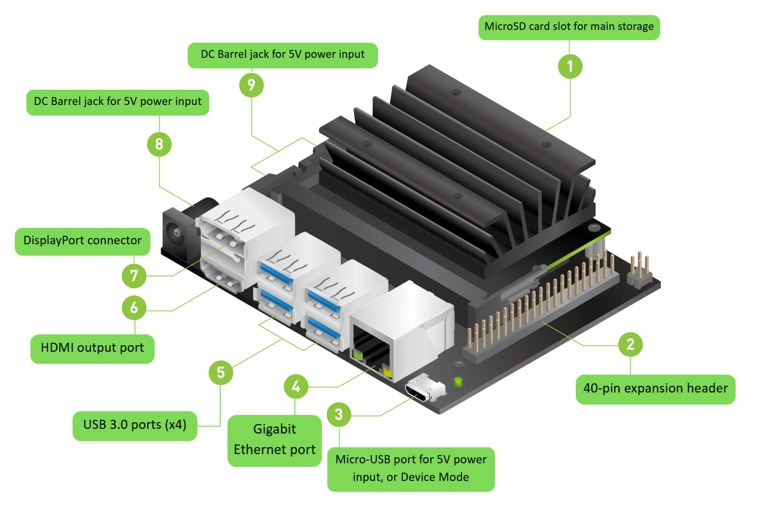 MicroSD card slot for main storage
1
DC Barrel jack for 5V power input
9
DC Barrel jack for 5V power input
8
DisplayPort connector
7
6
HDMI output port
2
40-pin expansion header
5
USB 3.0 ports (x4)
4
Gigabit
Ethernet port
3
Micro-USB port for 5V power
input, or Device Mode